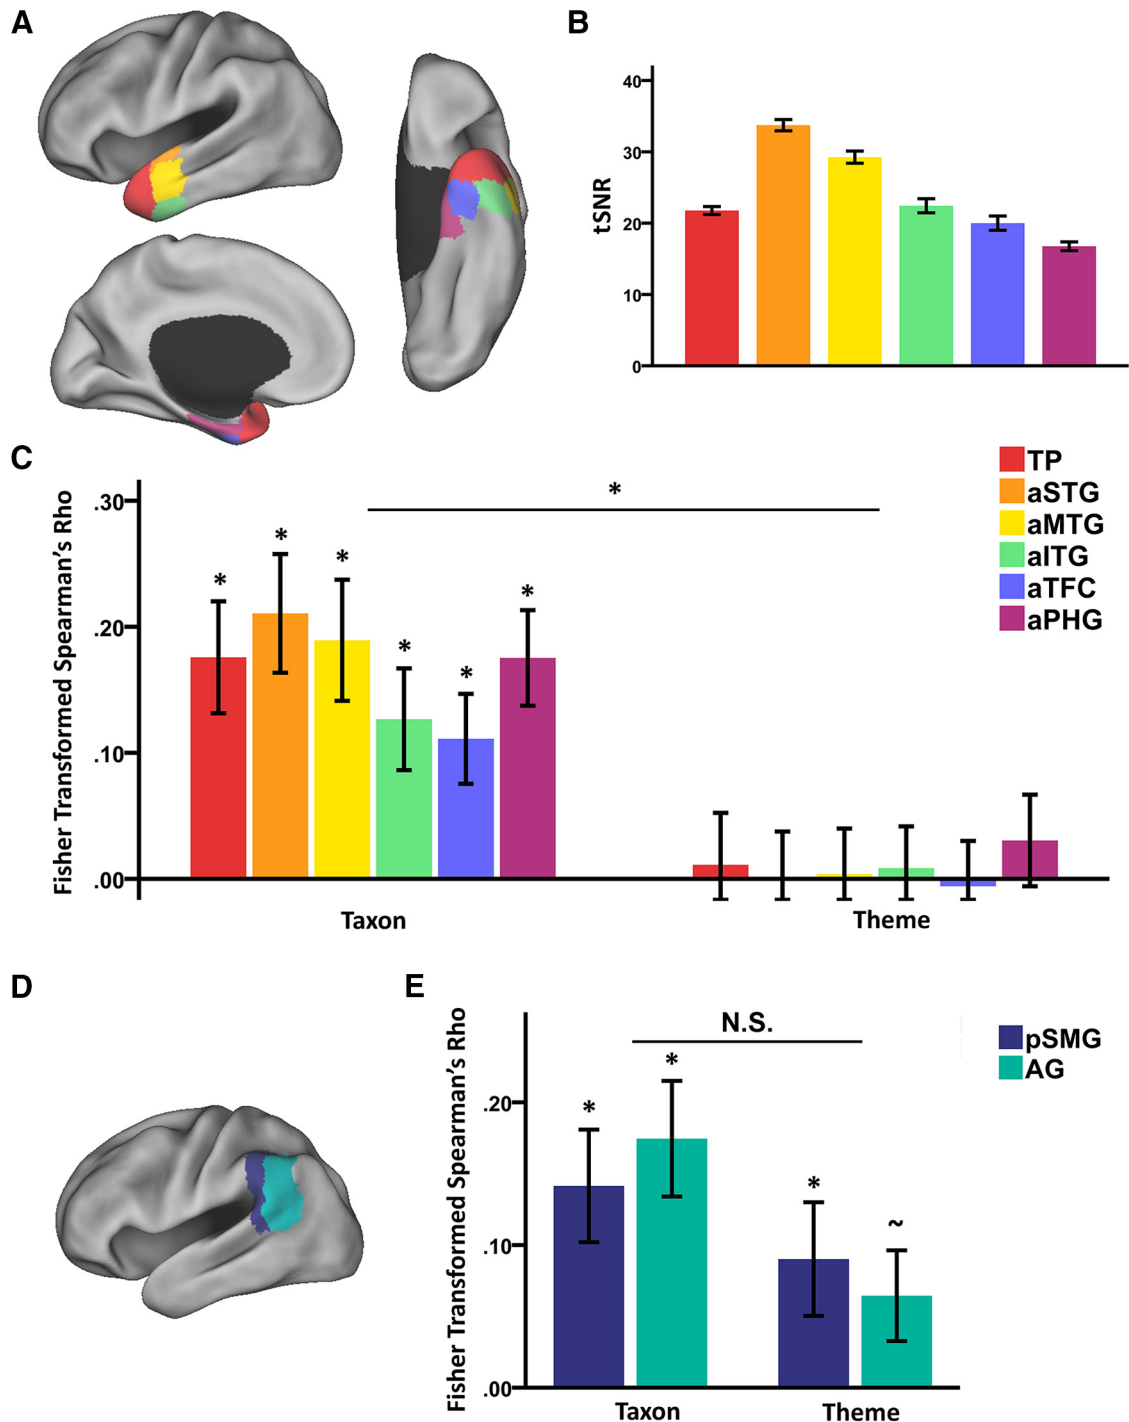 A
B
tSNR
40
30
20
10
0
C
Fisher Transformed Spearman's Rho
.30
.20
.10
.00
*
*
*
*
*
*
*
Taxon
Theme
TP
aSTG
aMTG
aITG
aTFC
aPHG
D
E
Fisher Transformed Spearman's Rho
.20
.10
.00
N.S.
*
*
*
~
Taxon
Theme
pSMG
AG